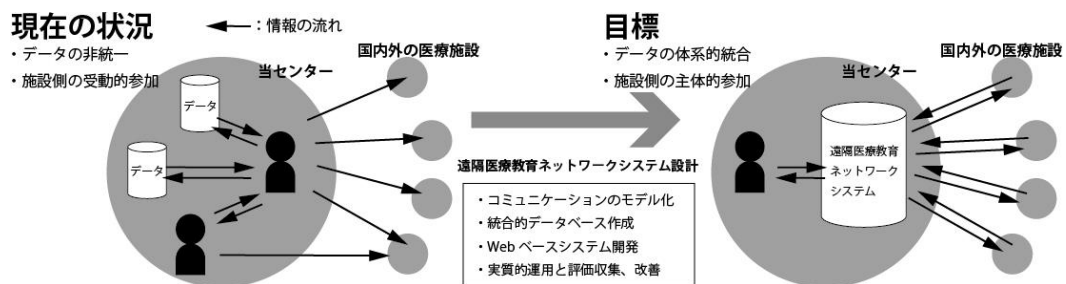 現在の状況
：情報の流れ
・データの非統一
・施設側の受動的参加
国内外の医療施設
当センター
データ
データ
遠隔医療教育ネットワークシステム設計
・コミュニケーションのモデル化
・統合的データベース作成
・Web ベースシステム開発
・実質的運用と評価収集、改善
目標
・データの体系的統合
・施設側の主体的参加
国内外の医療施設
当センター
遠隔医療教育
ネットワーク
システム